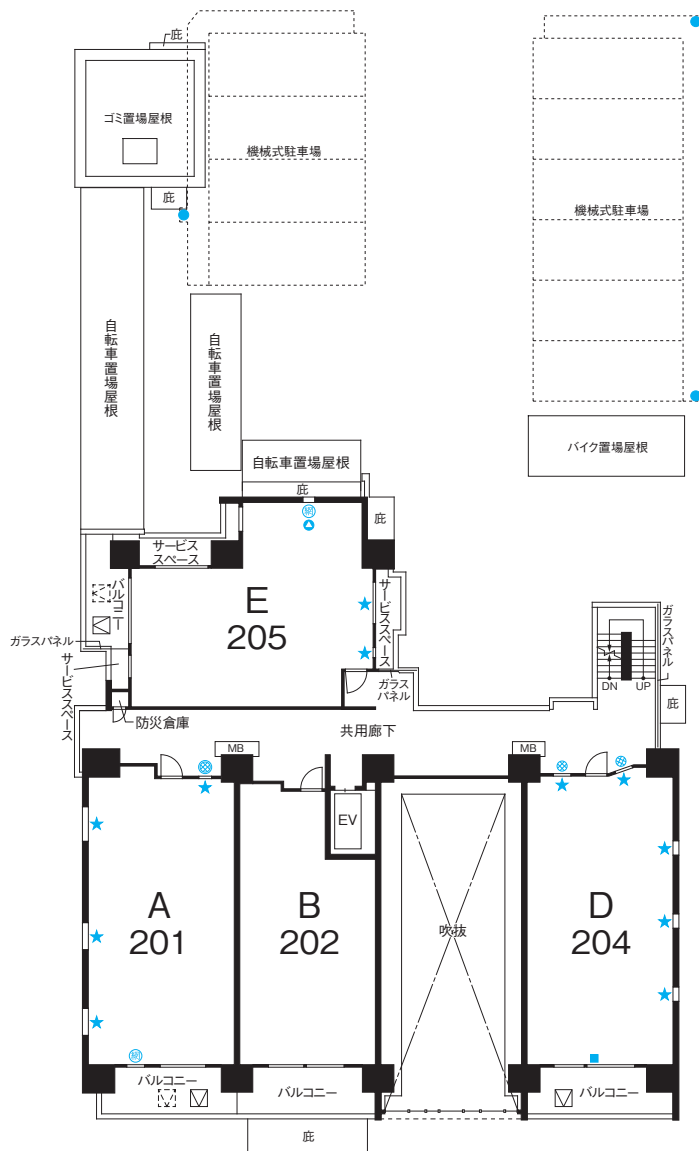 庇
ゴミ置場屋根
機械式駐車場
庇
機械式駐車場
自転車置場屋根
自転車置場屋根
バイク置場屋根
自転車置場屋根
庇
網
庇
サービス
スペース
バルコニー
E
205
サービススペース
ガラスパネル
ガラスパネル
サービススペース
ガラス
パネル
DN
UP
庇
防災倉庫
共用廊下
MB
MB
EV
A
201
B
202
吹抜
D
204
網
バルコニー
バルコニー
バルコニー
庇